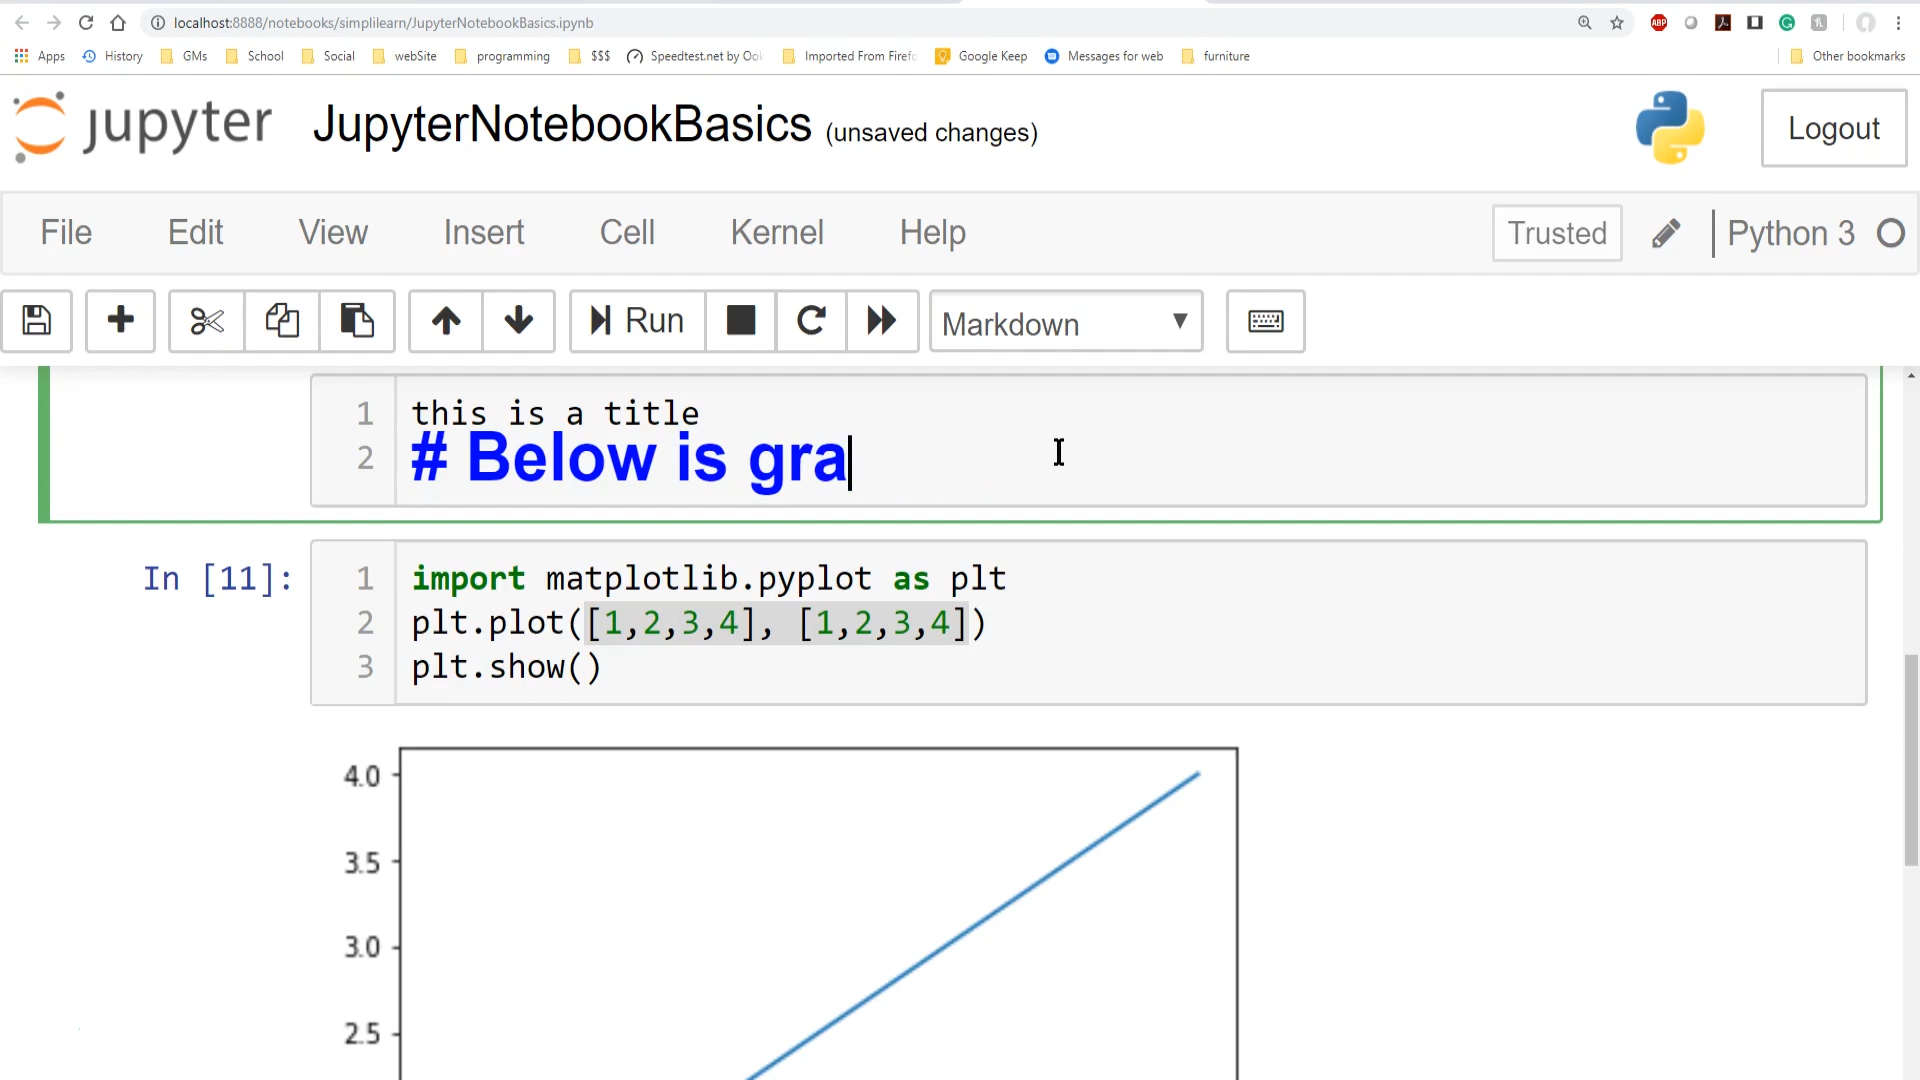 localhost:8888/notebooks/simplilearn/JupyterNotebookBasics.ipynb
ABP
Apps History GMs School Social webSite programming $$$ Speedtest.net by Ook Imported From Firefo Google Keep Messages for web furniture Other bookmarks
jupyter JupyterNotebookBasics (unsaved changes) Logout
File Edit View Insert Cell Kernel Help Trusted Python 3
Run Markdown
1 this is a title
2 # Below is gra
In [11]: 1 import matplotlib.pyplot as plt
2 plt.plot([1,2,3,4], [1,2,3,4])
3 plt.show()
4.0
3.5
3.0
2.5